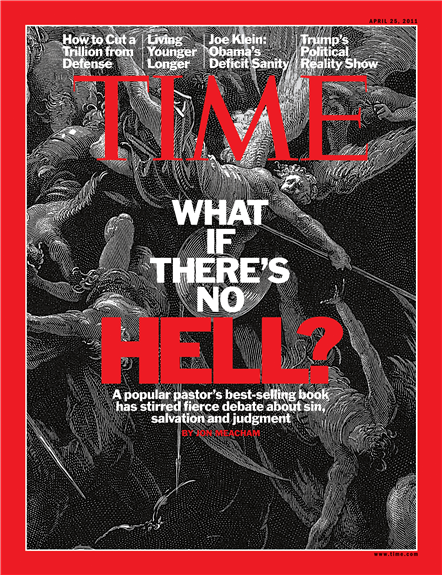 APRIL 25, 2011
How to Cut a
Trillion from
Defense
Living
Younger
Longer
Joe Klein:
Obama's
Deficit Sanity
Trump's
Political
Reality Show
TIME
WHAT
IF
THERE'S
NO
HELL?
A popular pastor's best-selling book
has stirred fierce debate about sin,
salvation and judgment
BY JON MEACHAM
www.time.com